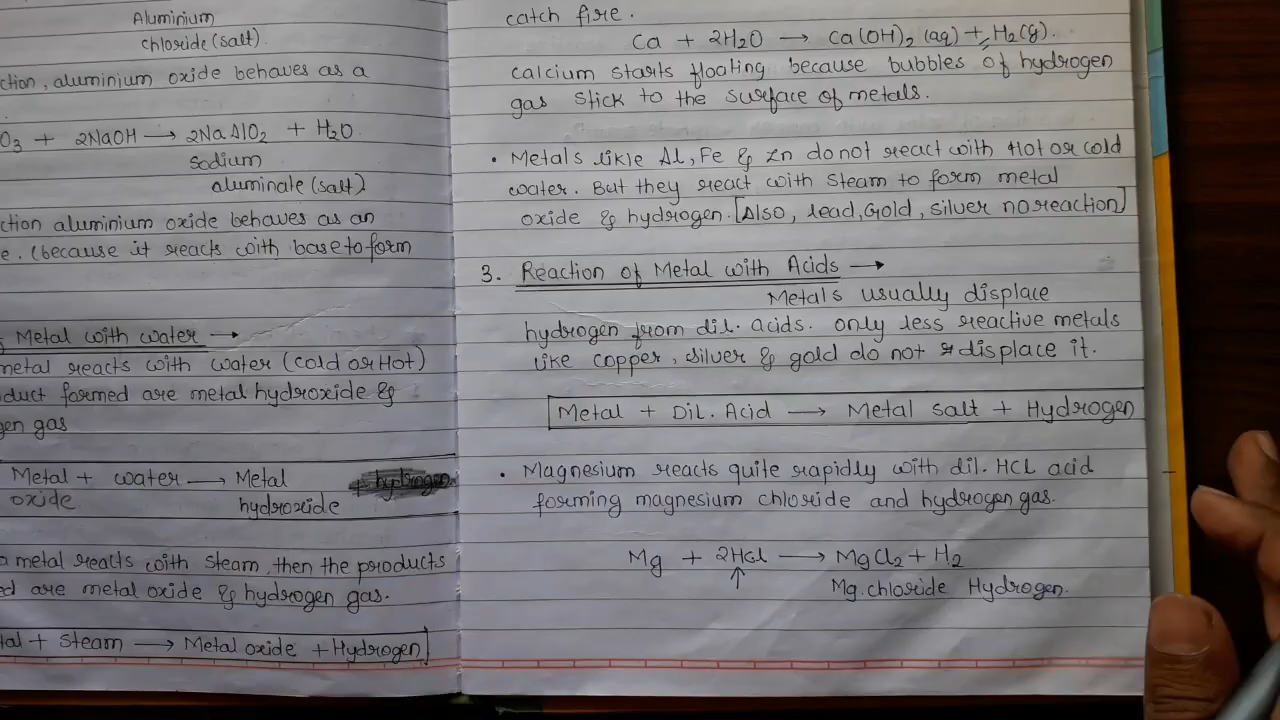 Aluminium
chloride (salt).
ction, aluminium oxide behaves as a
O3 + 2NaOH → 2NaAlO2 + H2O.
Sodium
aluminate (salt)
ction aluminium oxide behaves as an
e. (because it reacts with base to form
Metal with water →
metal reacts with water (cold or Hot)
duct formed are metal hydroxide &
gen gas
Metal + water → Metal + hydrogen
oxide hydroxide
metal reacts with steam, then the products
ed are metal oxide & hydrogen gas.
tal + Steam → Metal oxide + Hydrogen
catch fire.
Ca + 2H2O → Ca(OH)2 (aq) + H2(g).
calcium starts floating because bubbles of hydrogen
gas stick to the surface of metals.
• Metals likle Al, Fe & Zn do not react with Hot or cold
water. But they react with steam to form metal
oxide & hydrogen. [Also, lead, Gold, silver no reaction]
3. Reaction of Metal with Acids →
Metals usually displace
hydrogen from dil. acids. only less reactive metals
like copper, silver & gold do not displace it.
Metal + Dil. Acid → Metal salt + Hydrogen
• Magnesium reacts quite rapidly with dil. HCl acid
forming magnesium chloride and hydrogen gas.
Mg + 2HCl → MgCl2 + H2
↑
Mg. chloride Hydrogen.